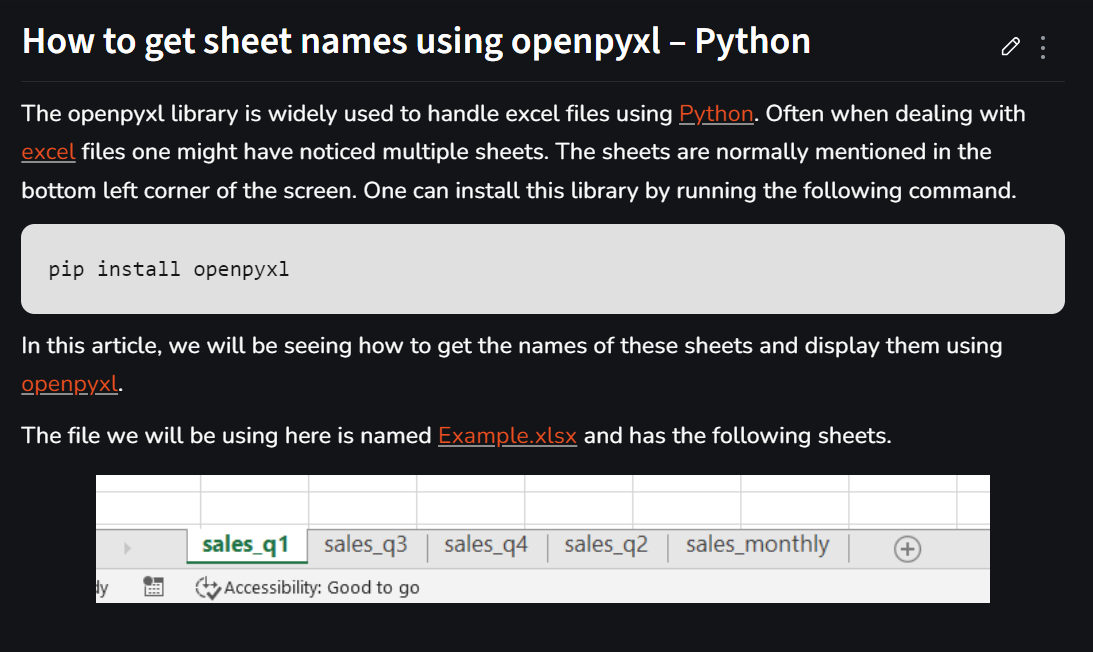 How to get sheet names using openpyxl – Python
The openpyxl library is widely used to handle excel files using Python. Often when dealing with
excel files one might have noticed multiple sheets. The sheets are normally mentioned in the
bottom left corner of the screen. One can install this library by running the following command.
pip install openpyxl
In this article, we will be seeing how to get the names of these sheets and display them using
openpyxl.
The file we will be using here is named Example.xlsx and has the following sheets.
sales_q1 sales_q3 sales_q4 sales_q2 sales_monthly
Accessibility: Good to go